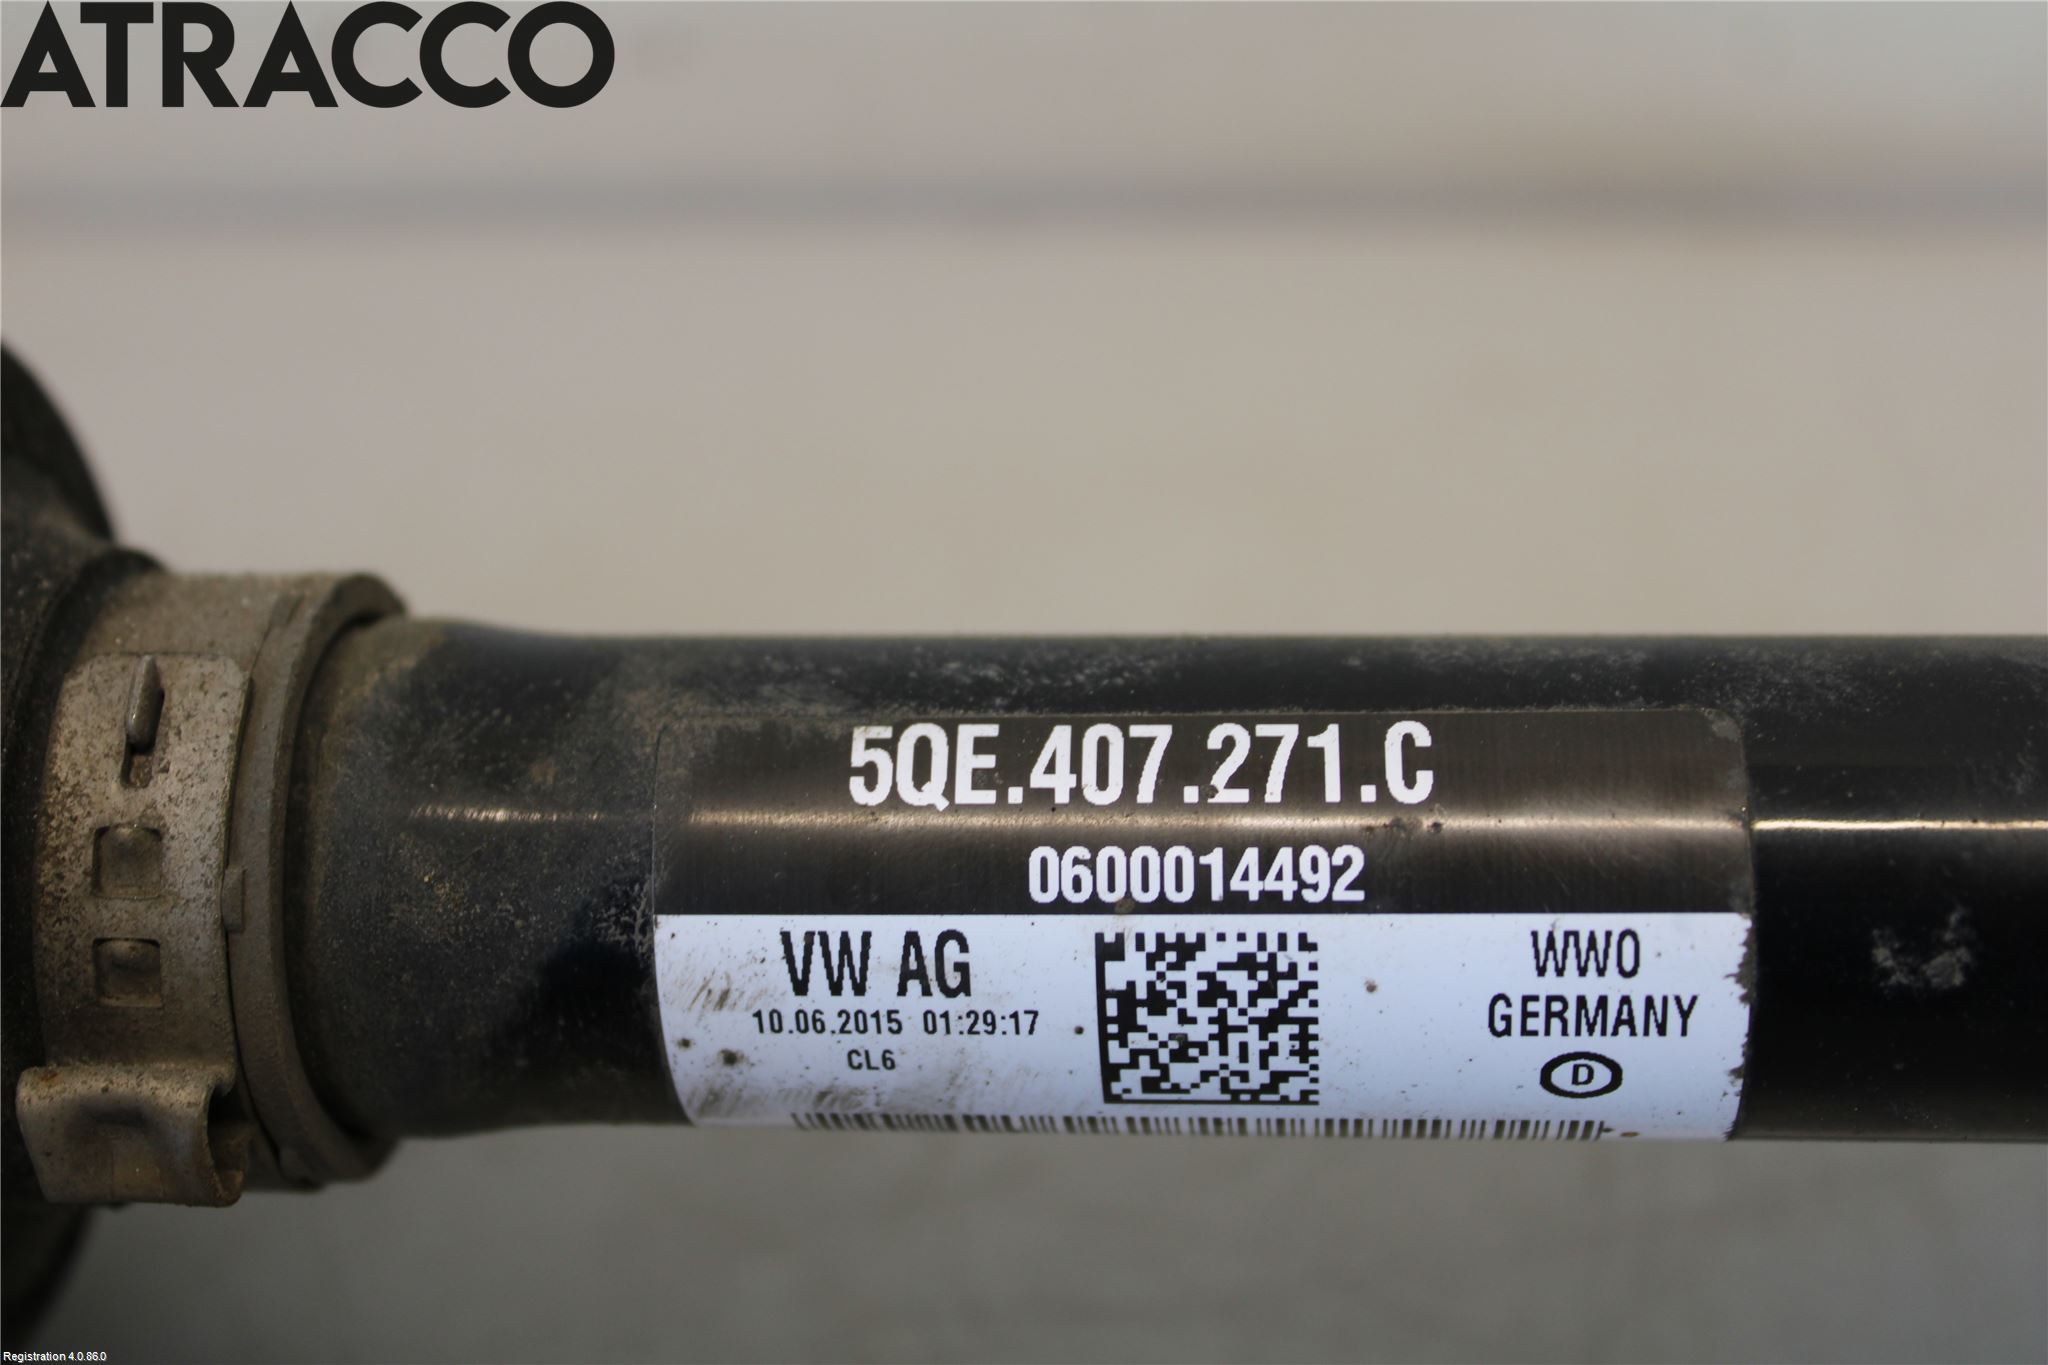 ATRACCO
5QE.407.271.C
0600014492
VW AG
10.06.2015 01:29:17
CL6
WWO
GERMANY
D
Registration 4.0.86.0